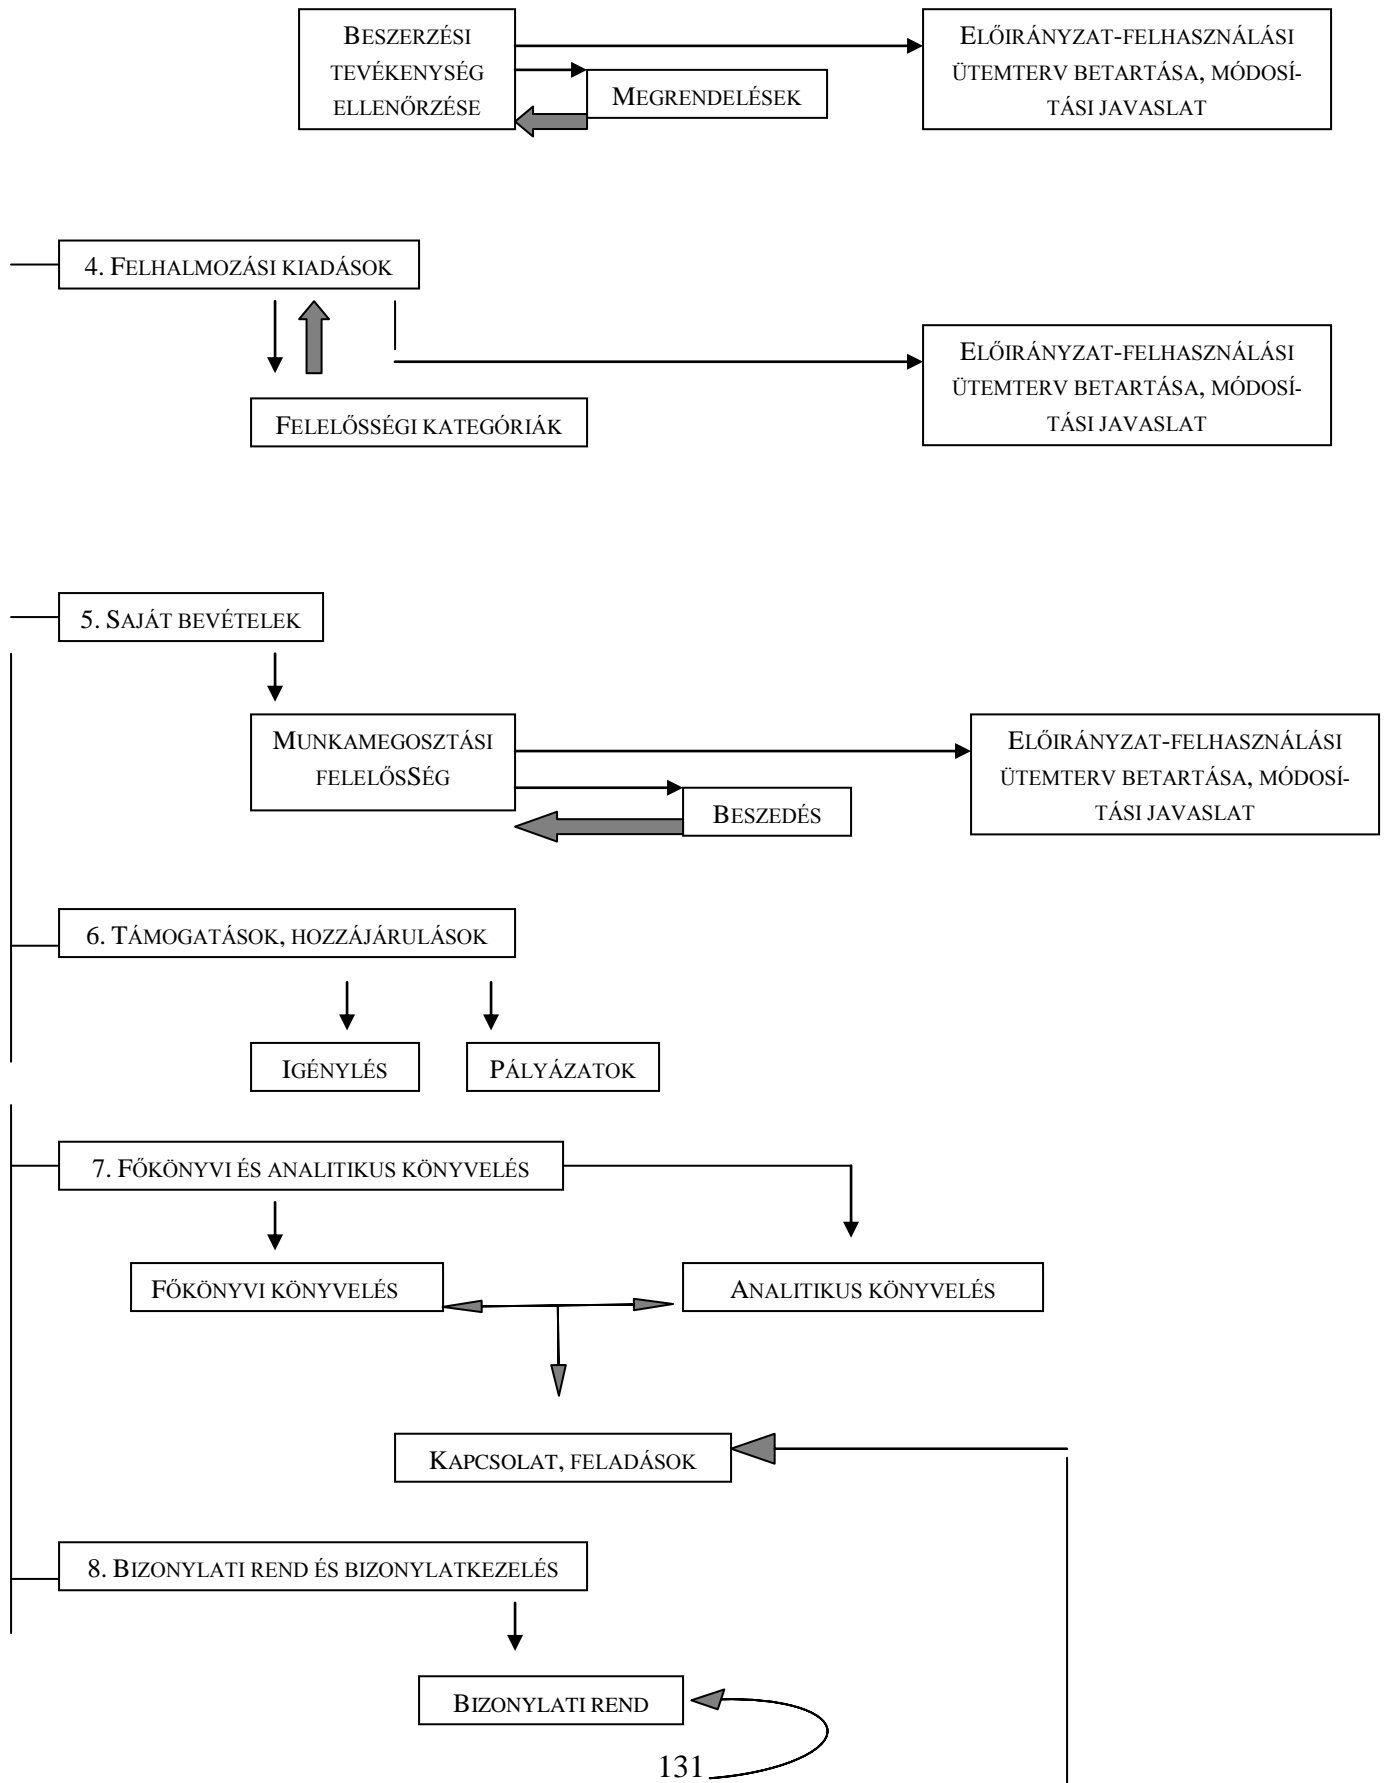 BESZERZÉSI
TEVÉKENYSÉG
ELLENŐRZÉSE
MEGRENDELÉSEK
ELŐIRÁNYZAT-FELHASZNÁLÁSI
ÜTEMTERV BETARTÁSA, MÓDOSÍ-
TÁSI JAVASLAT
4. FELHALMOZÁSI KIADÁSOK
ELŐIRÁNYZAT-FELHASZNÁLÁSI
ÜTEMTERV BETARTÁSA, MÓDOSÍ-
TÁSI JAVASLAT
FELELŐSSÉGI KATEGÓRIÁK
5. SAJÁT BEVÉTELEK
MUNKAMEGOSZTÁSI
FELELŐSSÉG
BESZEDÉS
ELŐIRÁNYZAT-FELHASZNÁLÁSI
ÜTEMTERV BETARTÁSA, MÓDOSÍ-
TÁSI JAVASLAT
6. TÁMOGATÁSOK, HOZZÁJÁRULÁSOK
IGÉNYLÉS
PÁLYÁZATOK
7. FŐKÖNYVI ÉS ANALITIKUS KÖNYVELÉS
FŐKÖNYVI KÖNYVELÉS
ANALITIKUS KÖNYVELÉS
KAPCSOLAT, FELADÁSOK
8. BIZONYLATI REND ÉS BIZONYLATKEZELÉS
BIZONYLATI REND
131